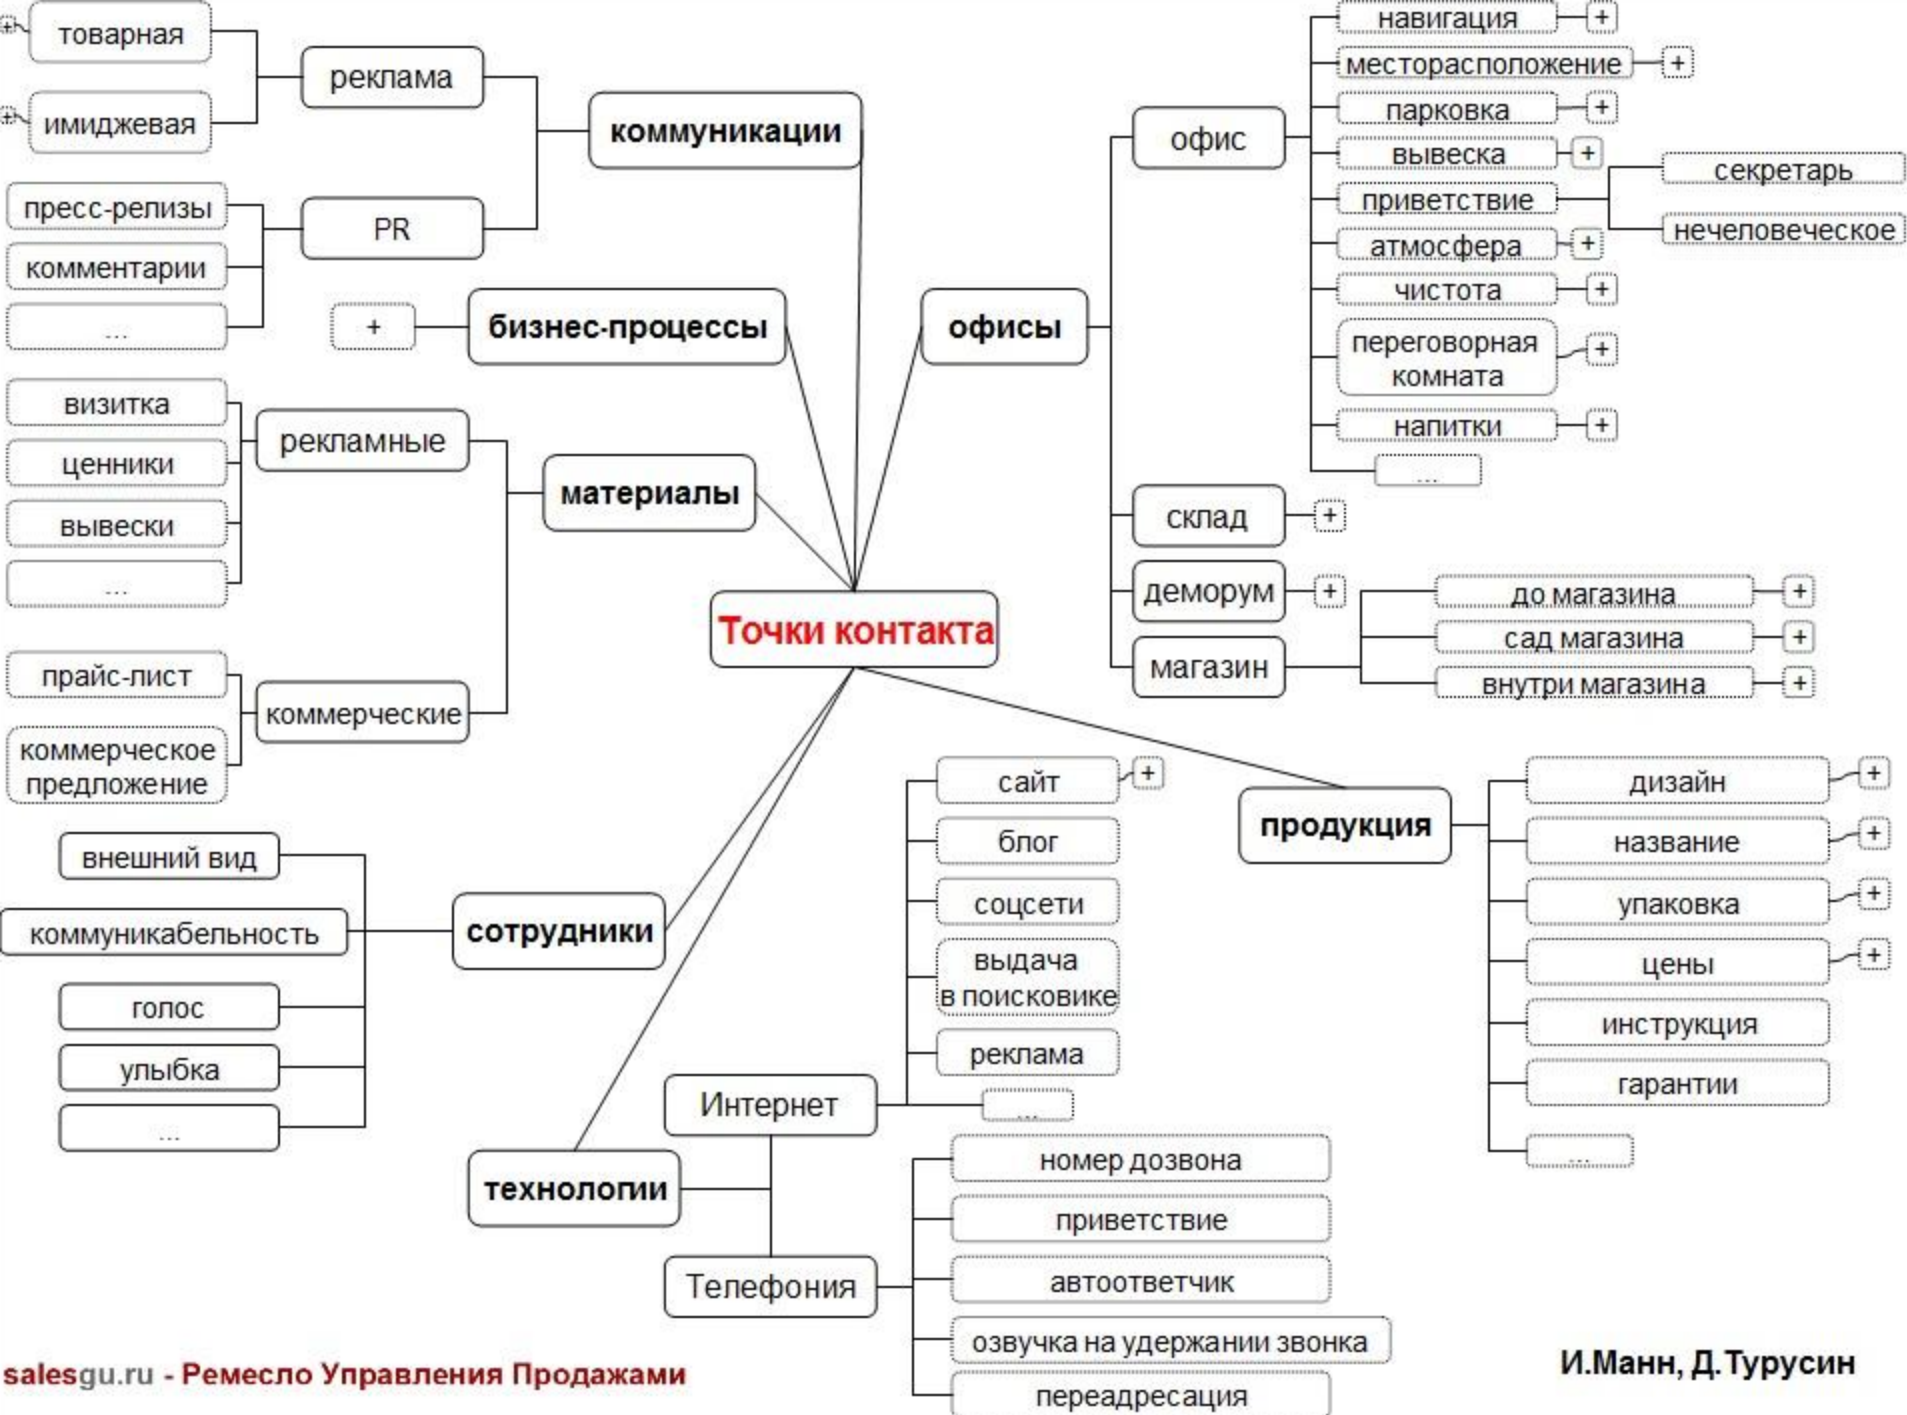 товарная
имиджевая
реклама
пресс-релизы
комментарии
...
PR
коммуникации
+
бизнес-процессы
визитка
ценники
вывески
...
рекламные
прайс-лист
коммерческое
предложение
коммерческие
материалы
Точки контакта
офисы
офис
навигация +
месторасположение +
парковка +
вывеска +
приветствие
секретарь
нечеловеческое
атмосфера +
чистота +
переговорная
комната
+
напитки +
...
склад +
деморум +
магазин
до магазина +
сад магазина +
внутри магазина +
продукция
дизайн +
название +
упаковка +
цены +
инструкция
гарантии
...
внешний вид
коммуникабельность
голос
улыбка
...
сотрудники
технологии
Интернет
сайт +
блог
соцсети
выдача
в поисковике
реклама
...
Телефония
номер дозвона
приветствие
автоответчик
озвучка на удержании звонка
переадресация
salesgu.ru - Ремесло Управления Продажами
И.Манн, Д.Турусин